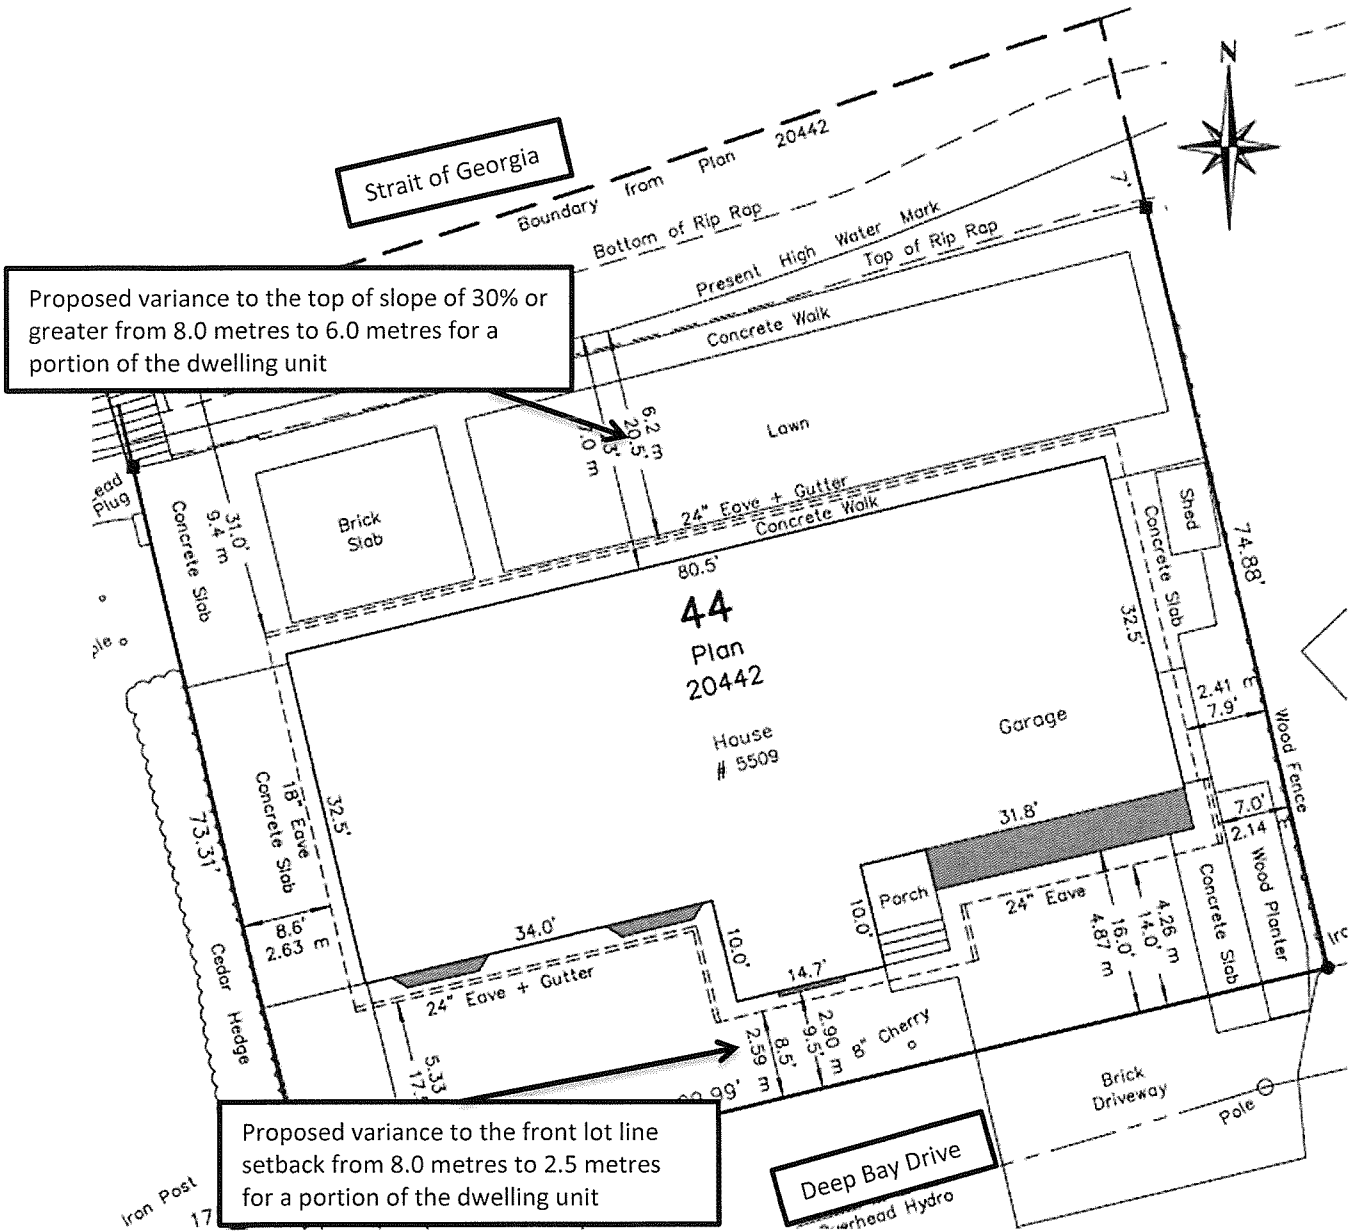 N
Strait of Georgia
Boundary from Plan 20442
Bottom of Rip Rap
Present High Water Mark
Top of Rip Rap
7'
Proposed variance to the top of slope of 30% or
greater from 8.0 metres to 6.0 metres for a
portion of the dwelling unit
Concrete Walk
6.2 m
20.5'
Lawn
Plug
Concrete Slab
31.0'
9.4 m
Brick
Slab
24" Eave + Gutter
Concrete Walk
80.5'
Shed
Concrete Slab
74.88'
44
Plan
20442
32.5'
House
# 5509
Garage
2.41 m
7.9'
Wood Fence
18" Eave
Concrete Slab
32.5'
73.31'
31.8'
7.0'
2.14 m
Porch
10.0'
24" Eave
Concrete Slab
Wood Planter
8.6'
2.63 m
34.0'
10.0'
14.7'
4.26 m
14.0'
16.0'
4.87 m
Cedar Hedge
24" Eave + Gutter
5.33
2.90 m
9.5'
8.5'
2.59 m
8" Cherry
Brick
Driveway
Pole
Proposed variance to the front lot line
setback from 8.0 metres to 2.5 metres
for a portion of the dwelling unit
Deep Bay Drive
Hydro
Iron Post
17